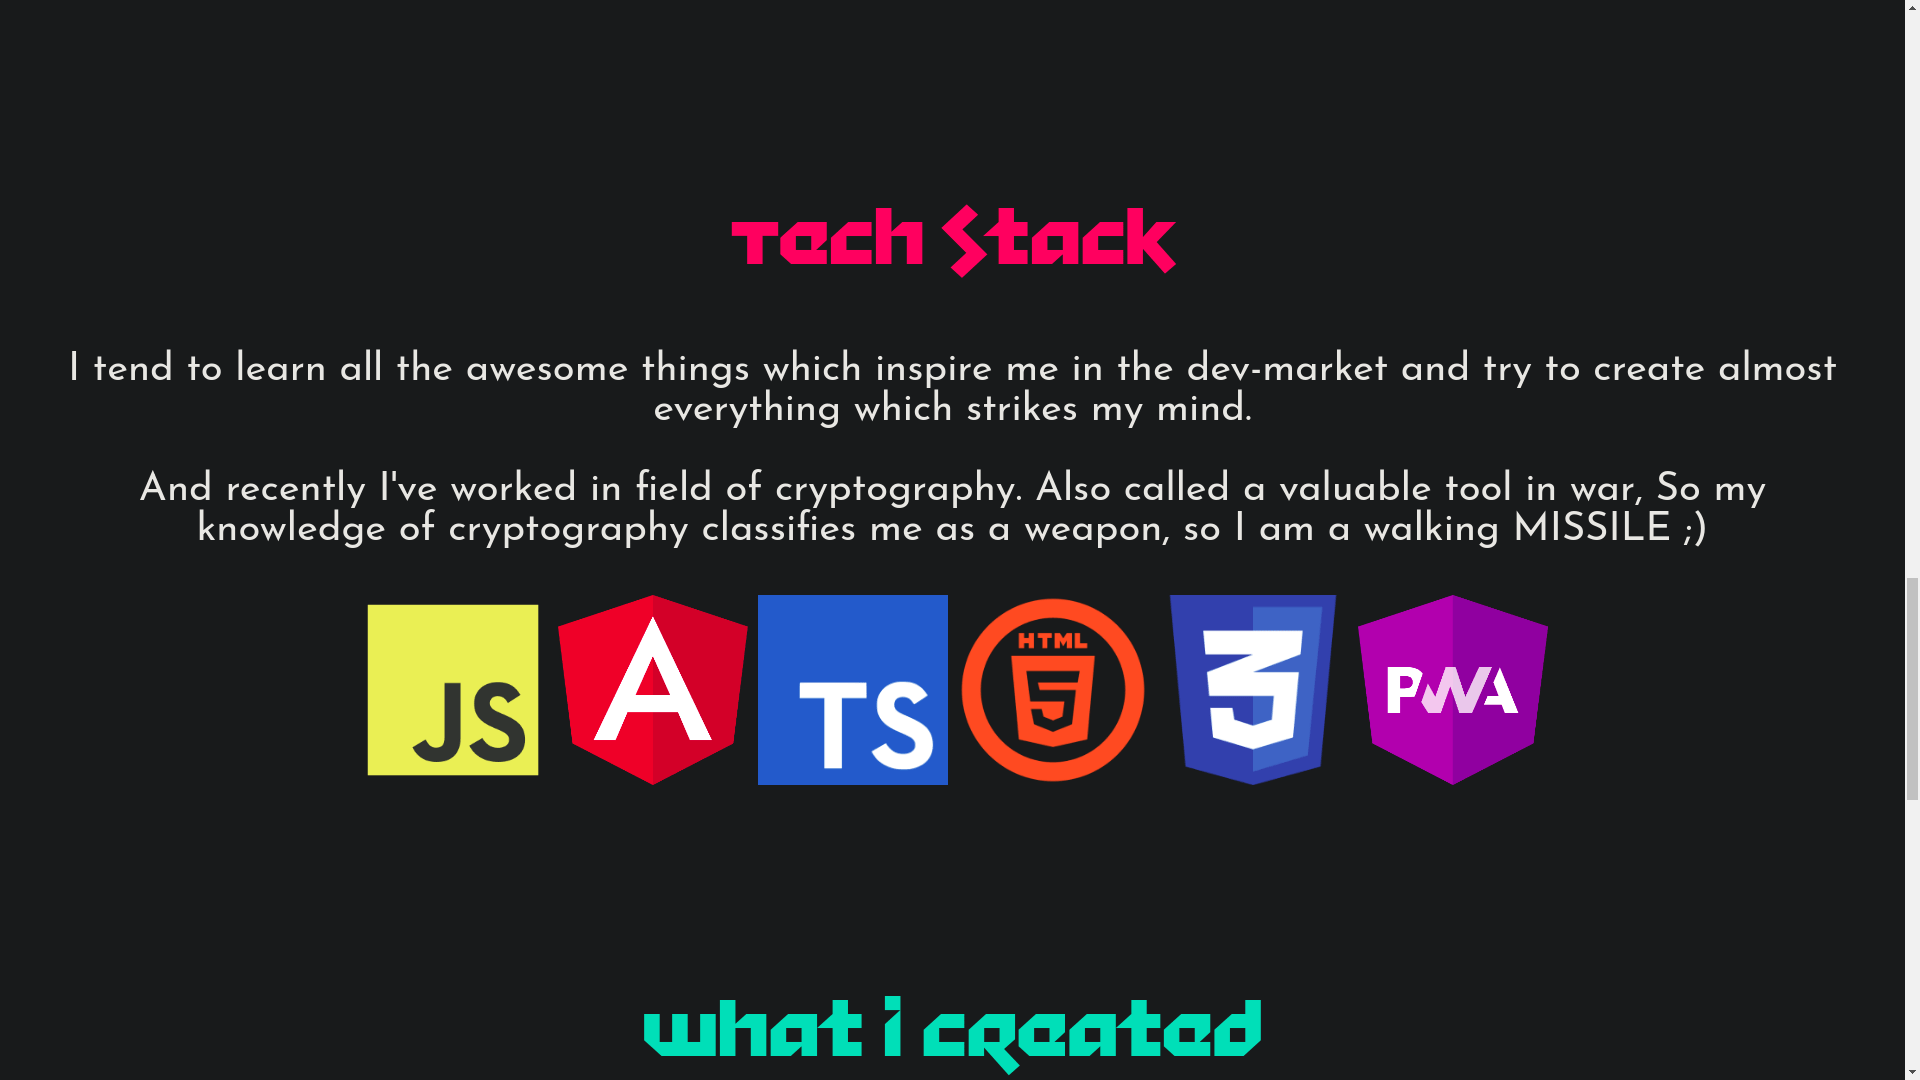 Tech Stack
I tend to learn all the awesome things which inspire me in the dev-market and try to create almost
everything which strikes my mind.
And recently I've worked in field of cryptography. Also called a valuable tool in war, So my
knowledge of cryptography classifies me as a weapon, so I am a walking MISSILE ;)
JS
A
TS
HTML
5
3
PWA
what i created